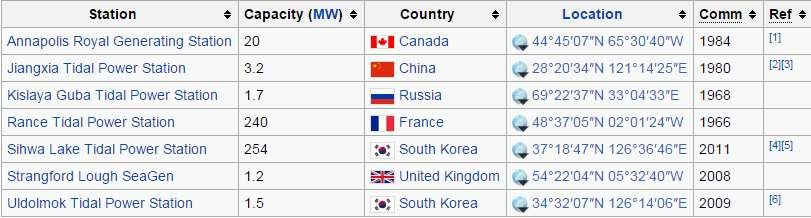 Station Capacity (MW) Country Location Comm Ref
Annapolis Royal Generating Station 20 Canada 44°45′07″N 65°30′40″W 1984 [1]
Jiangxia Tidal Power Station 3.2 China 28°20′34″N 121°14′25″E 1980 [2][3]
Kislaya Guba Tidal Power Station 1.7 Russia 69°22′37″N 33°04′33″E 1968
Rance Tidal Power Station 240 France 48°37′05″N 02°01′24″W 1966
Sihwa Lake Tidal Power Station 254 South Korea 37°18′47″N 126°36′46″E 2011 [4][5]
Strangford Lough SeaGen 1.2 United Kingdom 54°22′04″N 05°32′40″W 2008
Uldolmok Tidal Power Station 1.5 South Korea 34°32′07″N 126°14′06″E 2009 [6]